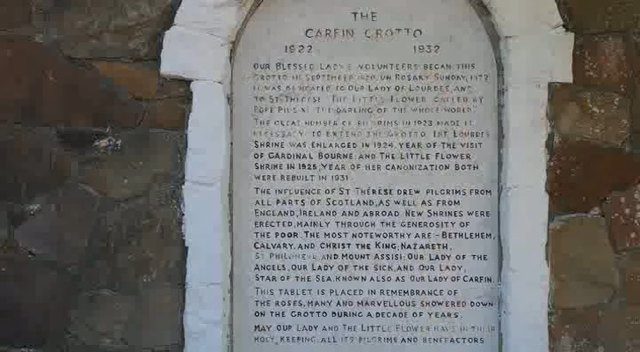 THE
CARFIN GROTTO
1922 1932
OUR BLESSED LADY'S VOLUNTEERS BEGAN THIS
GROTTO IN SEPTEMBER 1920. ON ROSARY SUNDAY, 1922
IT WAS DEDICATED TO OUR LADY OF LOURDES AND
TO ST THÉRÈSE "THE LITTLE FLOWER" CALLED BY
POPE PIUS XI THE DARLING OF THE WHOLE WORLD.
THE GREAT NUMBER OF PILGRIMS IN 1923 MADE IT
NECESSARY TO EXTEND THE GROTTO. THE LOURDES
SHRINE WAS ENLARGED IN 1924, YEAR OF THE VISIT
OF CARDINAL BOURNE AND THE LITTLE FLOWER
SHRINE IN 1925, YEAR OF HER CANONIZATION BOTH
WERE REBUILT IN 1931.
THE INFLUENCE OF ST THÉRÈSE DREW PILGRIMS FROM
ALL PARTS OF SCOTLAND, AS WELL AS FROM
ENGLAND, IRELAND AND ABROAD. NEW SHRINES WERE
ERECTED, MAINLY THROUGH THE GENEROSITY OF
THE POOR. THE MOST NOTEWORTHY ARE - BETHLEHEM,
CALVARY, AND CHRIST THE KING, NAZARETH,
ST PHILOMENA, AND MOUNT ASSISI: OUR LADY OF THE
ANGELS, OUR LADY OF THE SICK, AND OUR LADY,
STAR OF THE SEA, KNOWN ALSO AS OUR LADY OF CARFIN.
THIS TABLET IS PLACED IN REMEMBRANCE OF
THE ROSES, MANY AND MARVELLOUS SHOWERED DOWN
ON THE GROTTO DURING A DECADE OF YEARS.
MAY OUR LADY AND THE LITTLE FLOWER HAVE IN THEIR
HOLY KEEPING, ALL ITS PILGRIMS AND BENEFACTORS